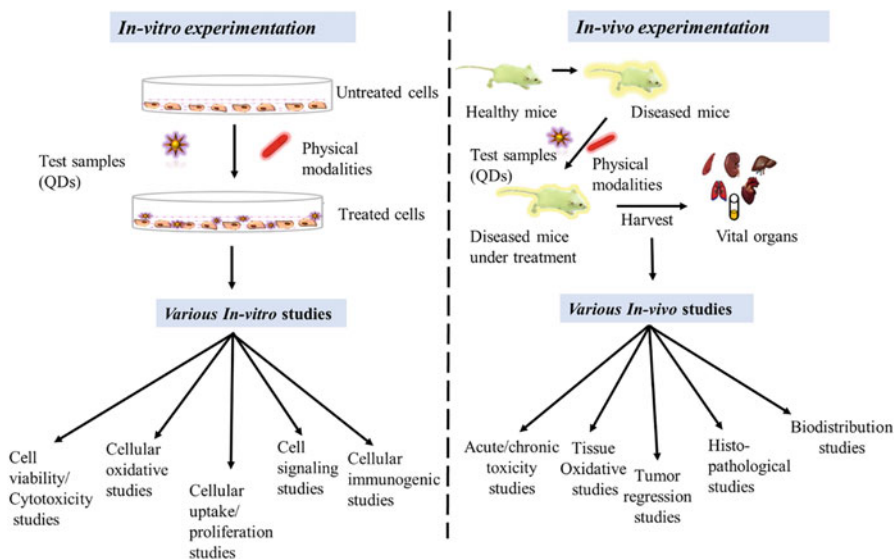 In-vitro experimentation
Untreated cells
Test samples
(QDs)
Physical
modalities
Treated cells
Various In-vitro studies
Cell
viability/
Cytotoxicity
studies
Cellular
oxidative
studies
Cellular
uptake/
proliferation
studies
Cell
signaling
studies
Cellular
immunogenic
studies
In-vivo experimentation
Healthy mice
Diseased mice
Test samples
(QDs)
Physical
modalities
Diseased mice
under treatment
Harvest
Vital organs
Various In-vivo studies
Acute/chronic
toxicity
studies
Tissue
Oxidative
studies
Tumor
regression
studies
Histo-
pathological
studies
Biodistribution
studies